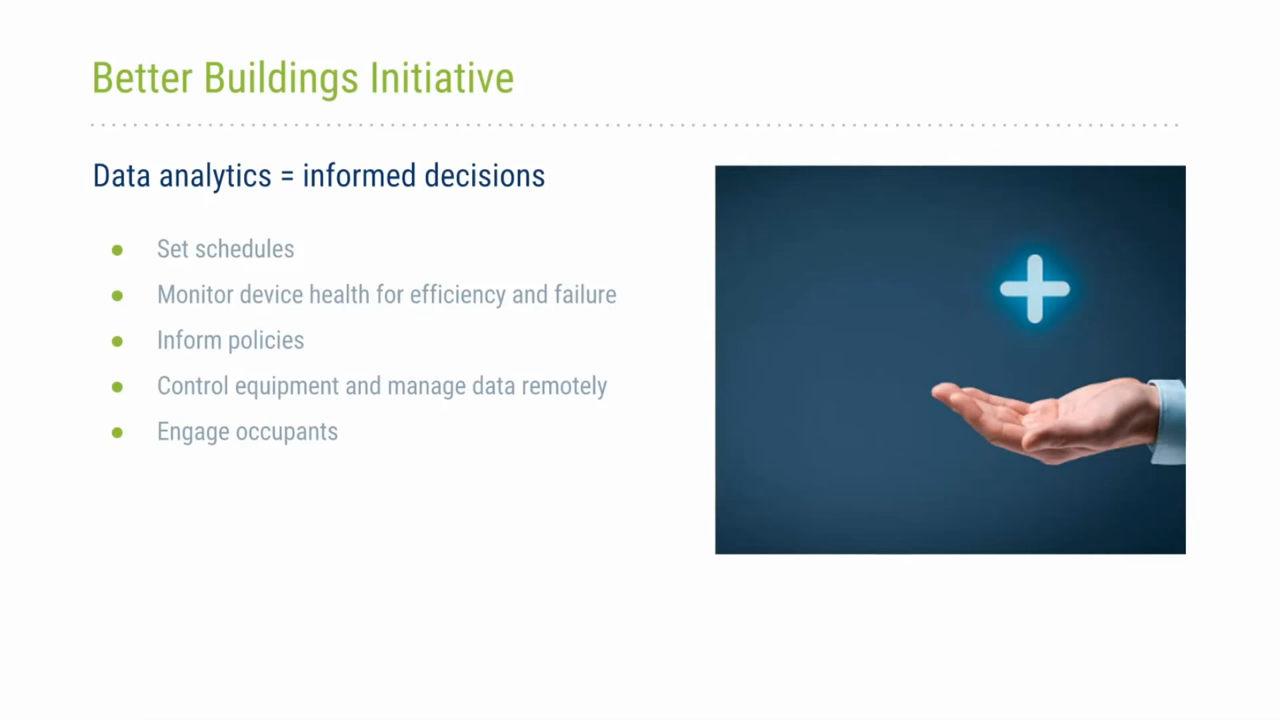 Better Buildings Initiative
Data analytics = informed decisions
● Set schedules
● Monitor device health for efficiency and failure
● Inform policies
● Control equipment and manage data remotely
● Engage occupants